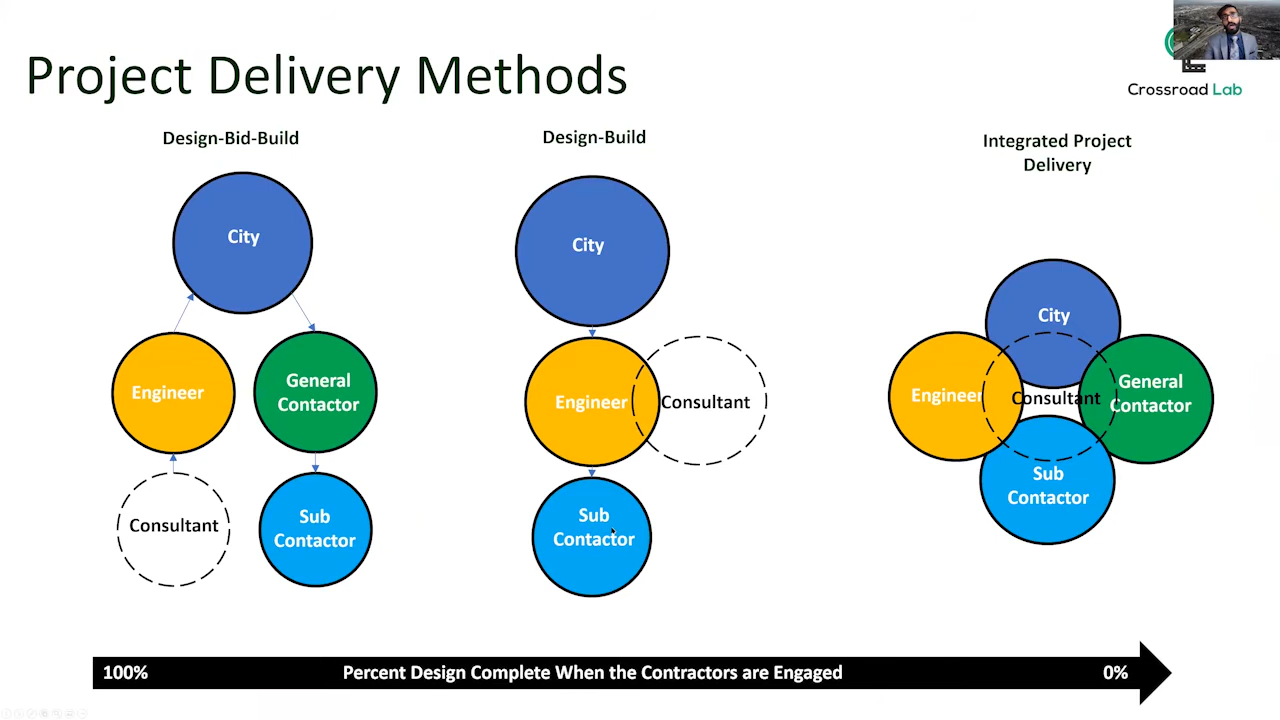 Project Delivery Methods
Crossroad Lab
Design-Bid-Build
City
Engineer
General
Contactor
Consultant
Sub
Contactor
Design-Build
City
Engineer
Consultant
Sub
Contactor
Integrated Project
Delivery
City
Engineer
Consultant
General
Contactor
Sub
Contactor
100%
Percent Design Complete When the Contractors are Engaged
0%